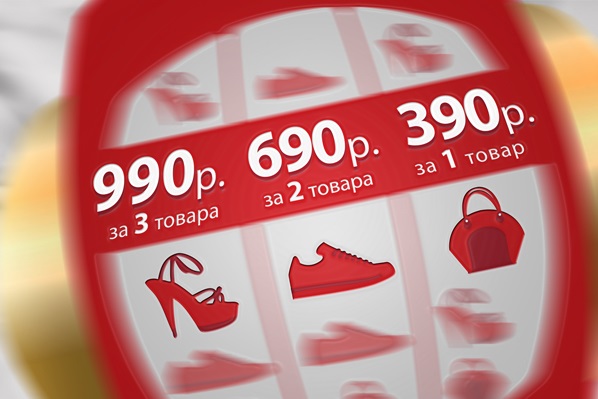 990р.
за 3 товара
690р.
за 2 товара
390р.
за 1 товар